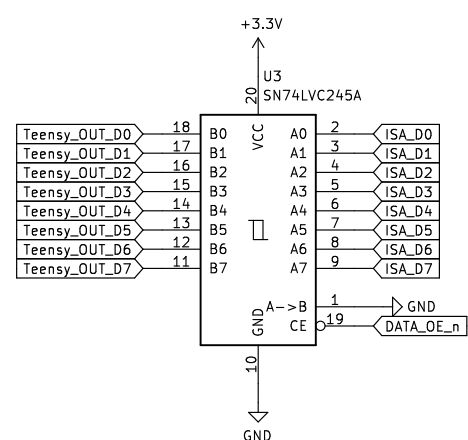 +3.3V
U3
SN74LVC245A
20
VCC
Teensy_OUT_D0 18 B0 A0 2 ISA_D0
Teensy_OUT_D1 17 B1 A1 3 ISA_D1
Teensy_OUT_D2 16 B2 A2 4 ISA_D2
Teensy_OUT_D3 15 B3 A3 5 ISA_D3
Teensy_OUT_D4 14 B4 A4 6 ISA_D4
Teensy_OUT_D5 13 B5 A5 7 ISA_D5
Teensy_OUT_D6 12 B6 A6 8 ISA_D6
Teensy_OUT_D7 11 B7 A7 9 ISA_D7
A->B 1 GND
GND CE 19 DATA_OE_n
10
GND